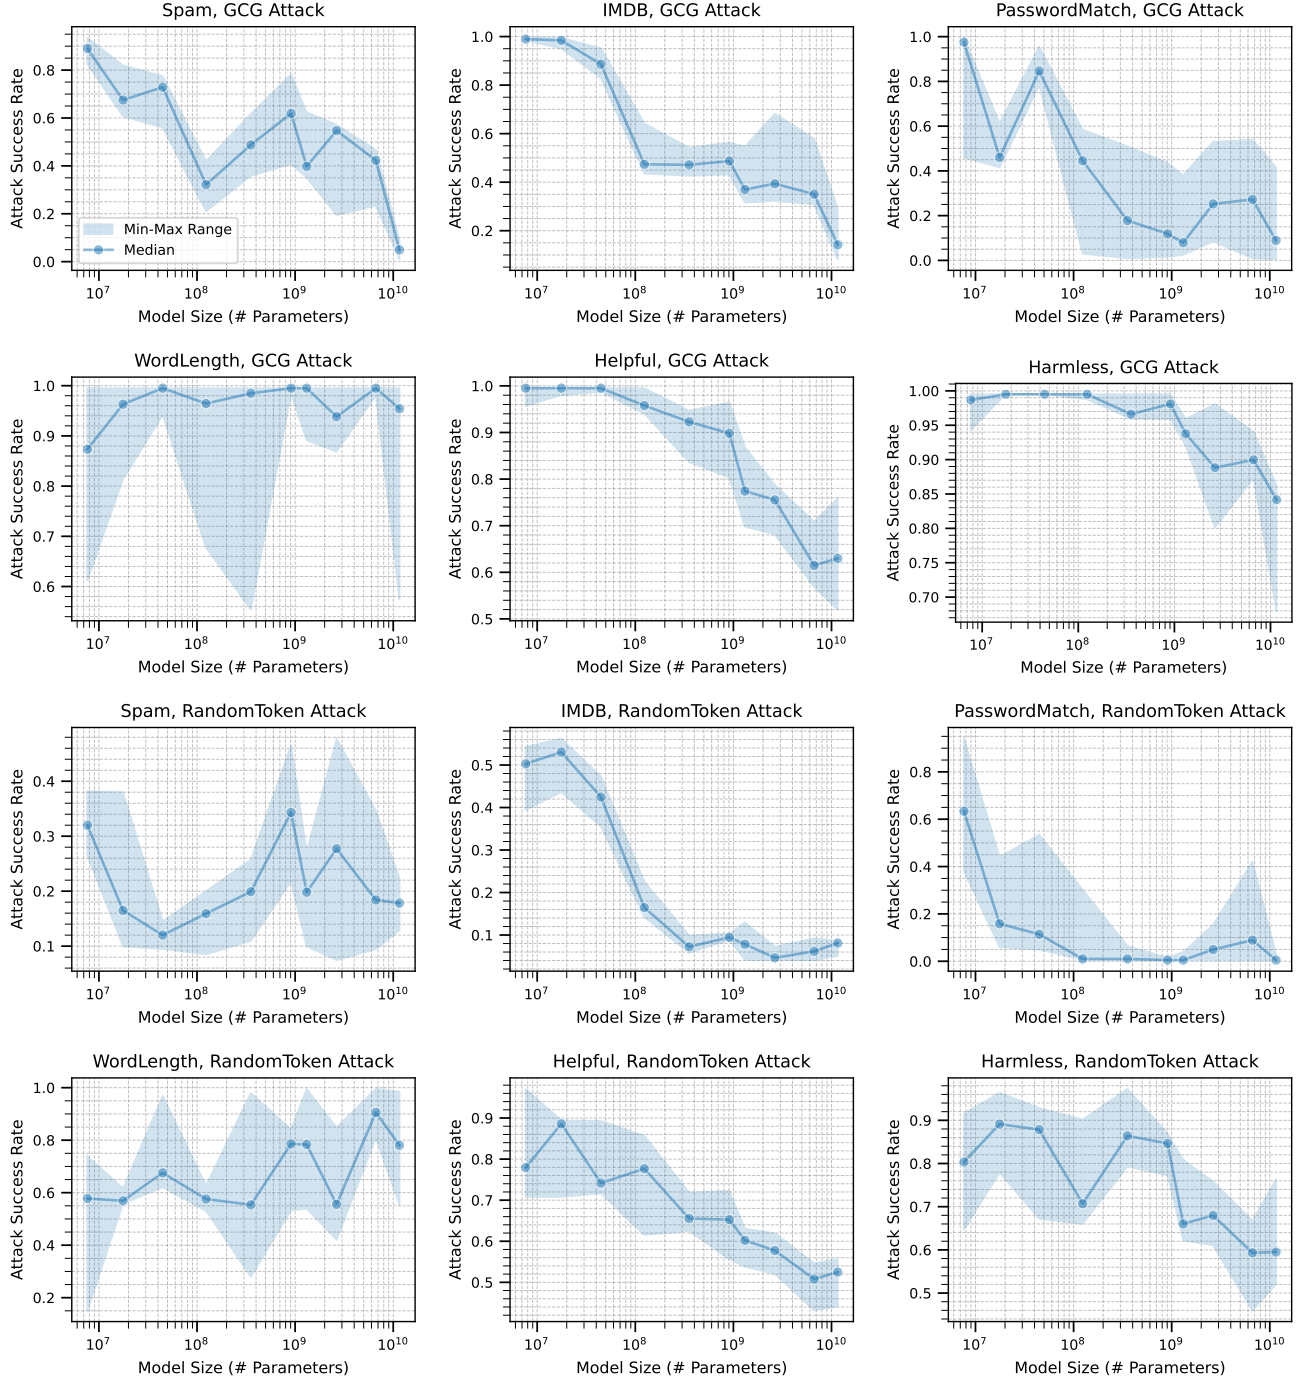 Spam, GCG Attack
Attack Success Rate
0.8
0.6
0.4
0.2
0.0
Min-Max Range
Median
10^7 10^8 10^9 10^10
Model Size (# Parameters)
IMDB, GCG Attack
Attack Success Rate
1.0
0.8
0.6
0.4
0.2
10^7 10^8 10^9 10^10
Model Size (# Parameters)
PasswordMatch, GCG Attack
Attack Success Rate
1.0
0.8
0.6
0.4
0.2
0.0
10^7 10^8 10^9 10^10
Model Size (# Parameters)
WordLength, GCG Attack
Attack Success Rate
1.0
0.9
0.8
0.7
0.6
10^7 10^8 10^9 10^10
Model Size (# Parameters)
Helpful, GCG Attack
Attack Success Rate
1.0
0.9
0.8
0.7
0.6
0.5
10^7 10^8 10^9 10^10
Model Size (# Parameters)
Harmless, GCG Attack
Attack Success Rate
1.00
0.95
0.90
0.85
0.80
0.75
0.70
10^7 10^8 10^9 10^10
Model Size (# Parameters)
Spam, RandomToken Attack
Attack Success Rate
0.4
0.3
0.2
0.1
10^7 10^8 10^9 10^10
Model Size (# Parameters)
IMDB, RandomToken Attack
Attack Success Rate
0.5
0.4
0.3
0.2
0.1
10^7 10^8 10^9 10^10
Model Size (# Parameters)
PasswordMatch, RandomToken Attack
Attack Success Rate
0.8
0.6
0.4
0.2
0.0
10^7 10^8 10^9 10^10
Model Size (# Parameters)
WordLength, RandomToken Attack
Attack Success Rate
1.0
0.8
0.6
0.4
0.2
10^7 10^8 10^9 10^10
Model Size (# Parameters)
Helpful, RandomToken Attack
Attack Success Rate
0.9
0.8
0.7
0.6
0.5
10^7 10^8 10^9 10^10
Model Size (# Parameters)
Harmless, RandomToken Attack
Attack Success Rate
0.9
0.8
0.7
0.6
0.5
10^7 10^8 10^9 10^10
Model Size (# Parameters)